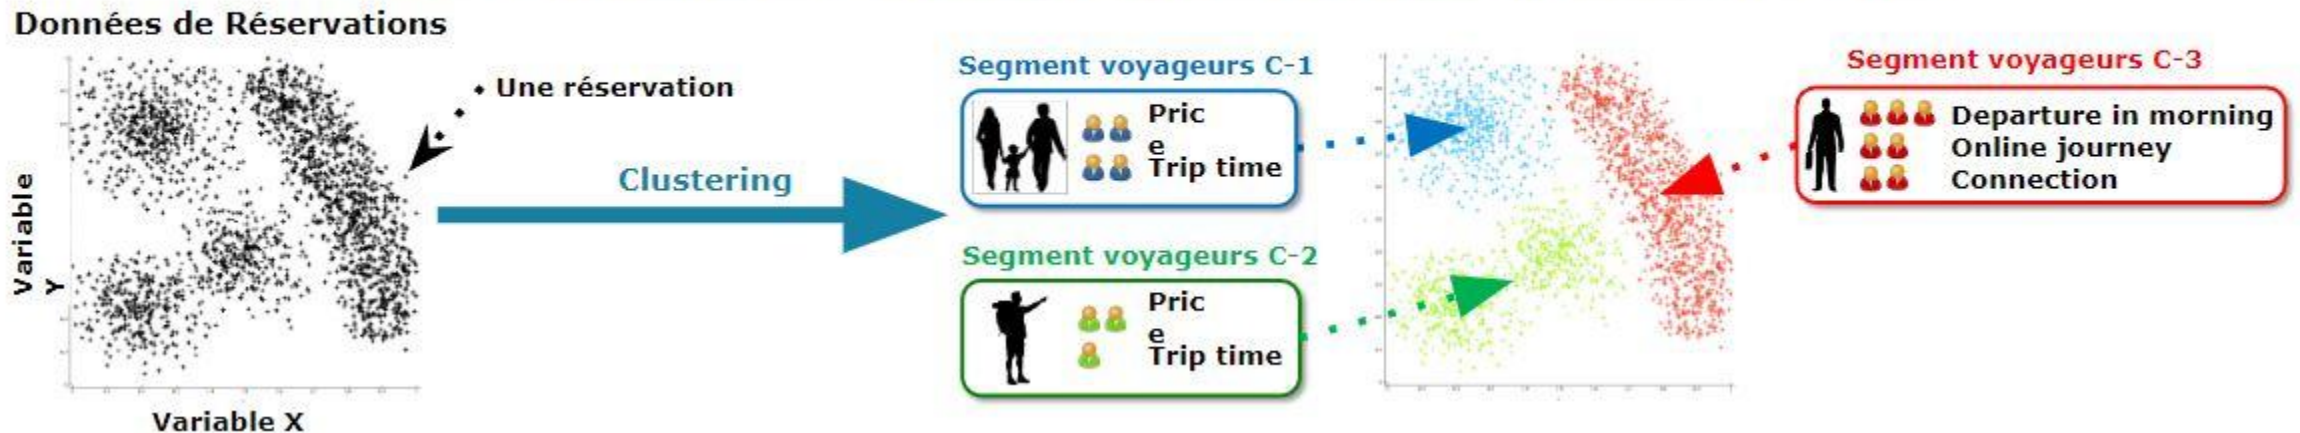 Données de Réservations
Une réservation
Variable
Y
Variable X
Clustering
Segment voyageurs C-1
Pric
e
Trip time
Segment voyageurs C-2
Pric
e
Trip time
Segment voyageurs C-3
Departure in morning
Online journey
Connection